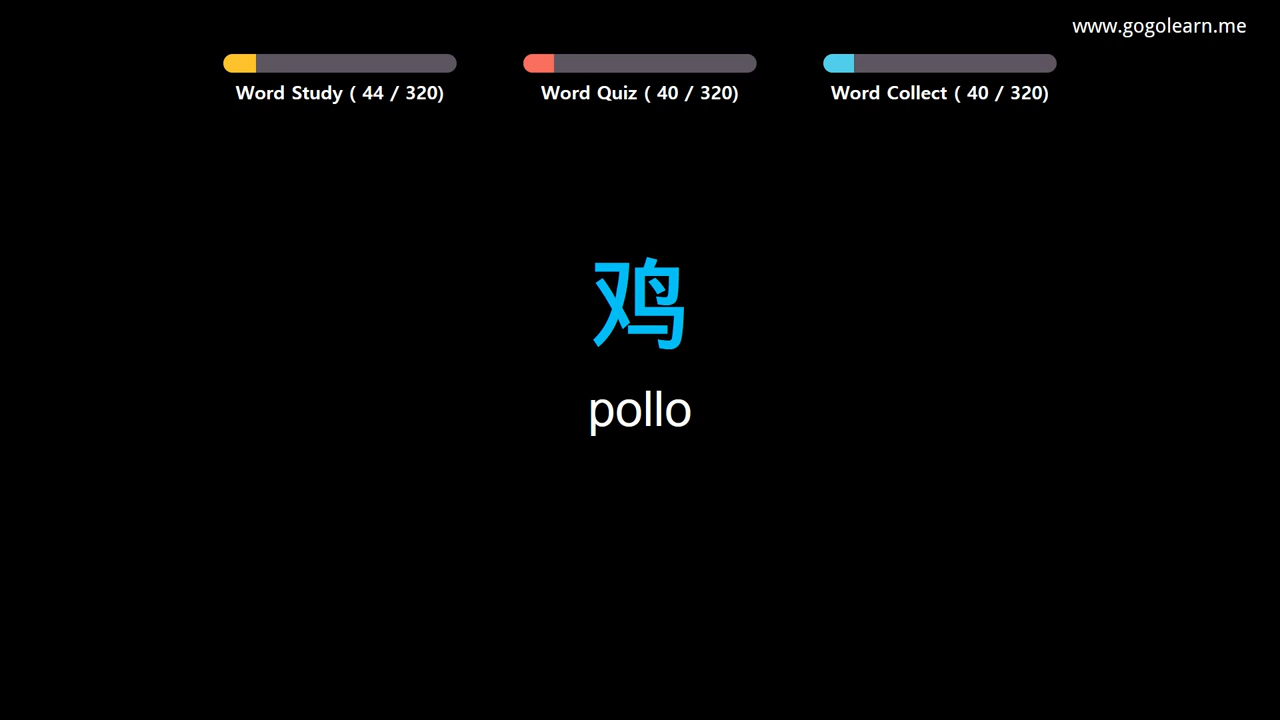 www.gogolearn.me
Word Study ( 44 / 320)
Word Quiz ( 40 / 320)
Word Collect ( 40 / 320)
鸡
pollo